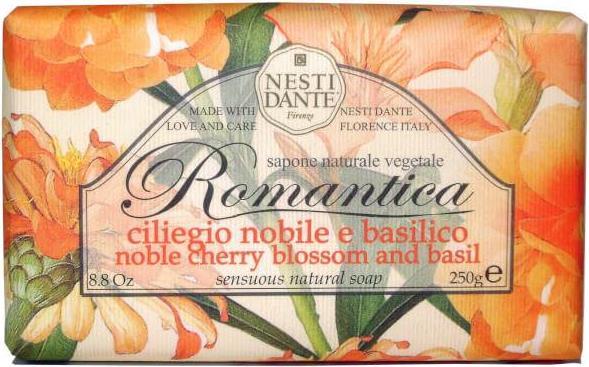 NESTI
DANTE
Firenze
MADE WITH
LOVE AND CARE
NESTI DANTE
FLORENCE ITALY
sapone naturale vegetale
Romantica
ciliegio nobile e basilico
noble cherry blossom and basil
8.8 Oz
sensuous natural soap
250g e